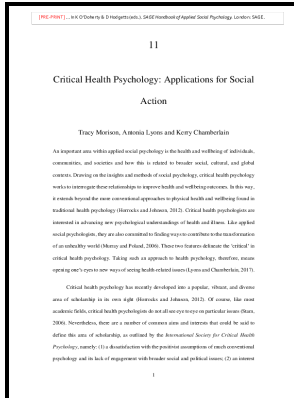 [PRE-PRINT]... In K O'Doherty & D Hodgetts (eds.), SAGE Handbook of Applied Social Psychology. London: SAGE.
11
Critical Health Psychology: Applications for Social
Action
Tracy Morison, Antonia Lyons and Kerry Chamberlain
An important area within applied social psychology is the health and wellbeing of individuals,
communities, and societies and how this is related to broader social, cultural, and global
contexts. Drawing on the insights and methods of social psychology, critical health psychology
works to interrogate these relationships to improve health and wellbeing outcomes. In this way,
it extends beyond the more conventional approaches to physical health and wellbeing found in
traditional health psychology (Horrocks and Johnson, 2012). Critical health psychologists are
interested in advancing new psychological understandings of health and illness. Like applied
social psychologists, they are also committed to finding ways to contribute to the transformation
of an unhealthy world (Murray and Poland, 2006). These two features delineate the 'critical' in
critical health psychology. Taking such an approach to health psychology, therefore, means
opening one's eyes to new ways of seeing health-related issues (Lyons and Chamberlain, 2017).
Critical health psychology has recently developed into a popular, vibrant, and diverse
area of scholarship in its own right (Horrocks and Johnson, 2012). Of course, like most
academic fields, critical health psychologists do not all see eye to eye on particular issues (Stam,
2006). Nevertheless, there are a number of common aims and interests that could be said to
define this area of scholarship, as outlined by the International Society for Critical Health
Psychology, namely: (1) a dissatisfaction with the positivist assumptions of much conventional
psychology and its lack of engagement with broader social and political issues; (2) an interest
1